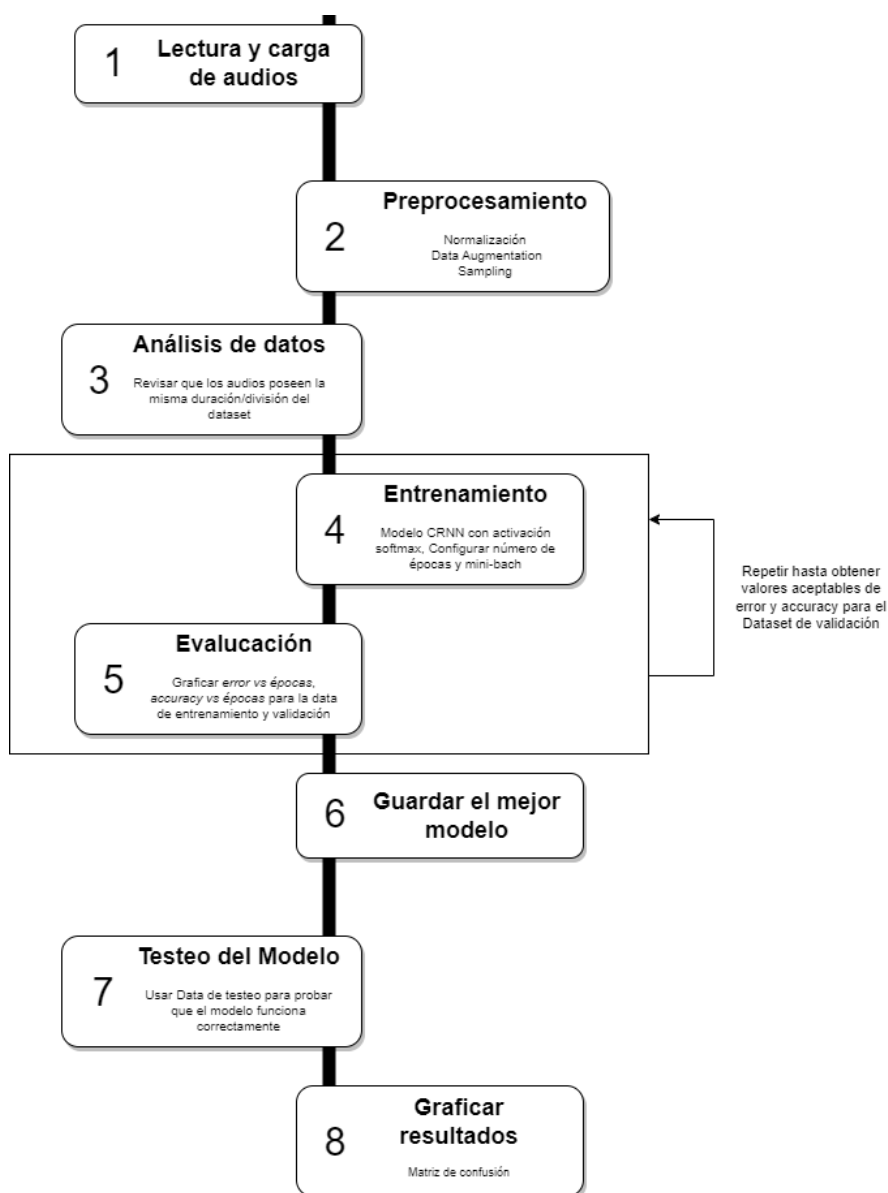 1
Lectura y carga
de audios
2
Preprocesamiento
Normalización
Data Augmentation
Sampling
3
Análisis de datos
Revisar que los audios poseen la
misma duración/división del
dataset
4
Entrenamiento
Modelo CRNN con activación
softmax, Configurar número de
épocas y mini-bach
Repetir hasta obtener
valores aceptables de
error y accuracy para el
Dataset de validación
5
Evalucación
Graficar error vs épocas,
accuracy vs épocas para la data
de entrenamiento y validación
6
Guardar el mejor
modelo
7
Testeo del Modelo
Usar Data de testeo para probar
que el modelo funciona
correctamente
8
Graficar
resultados
Matriz de confusión